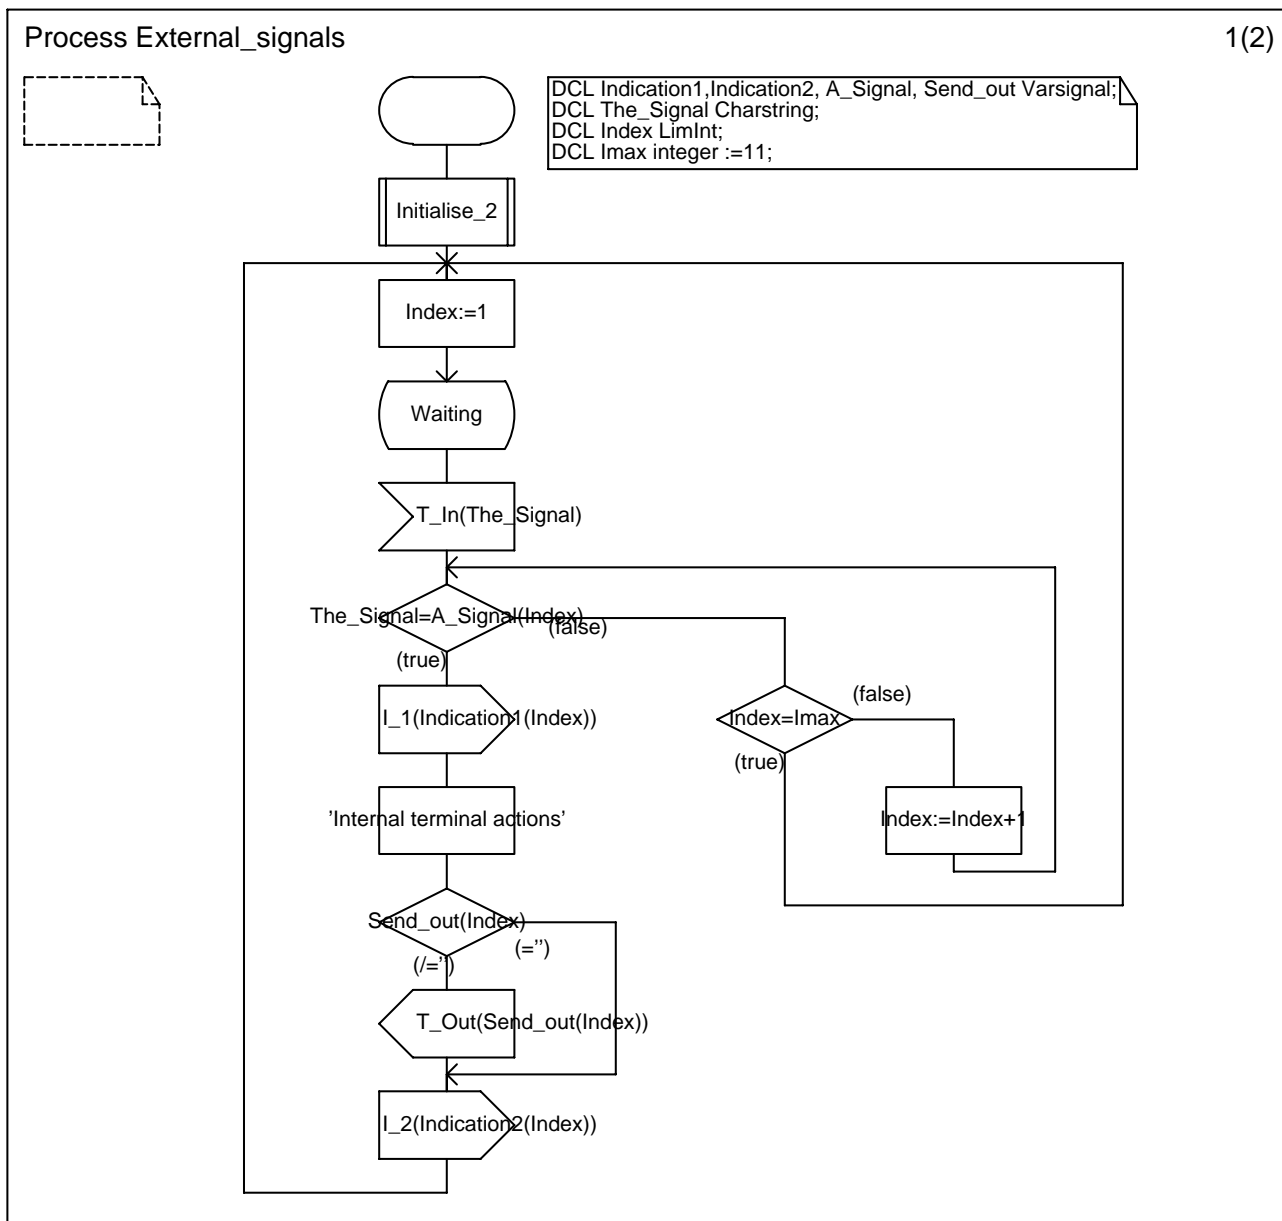 Process External_signals
1(2)
DCL Indication1,Indication2, A_Signal, Send_out Varsignal;
DCL The_Signal Charstring;
DCL Index LimInt;
DCL Imax integer :=11;
Initialise_2
Index:=1
Waiting
T_In(The_Signal)
The_Signal=A_Signal(Index)
(false)
(true)
I_1(Indication1(Index))
Index=Imax
(false)
(true)
'Internal terminal actions'
Index:=Index+1
Send_out(Index)
(='')
(/='')
T_Out(Send_out(Index))
I_2(Indication2(Index))